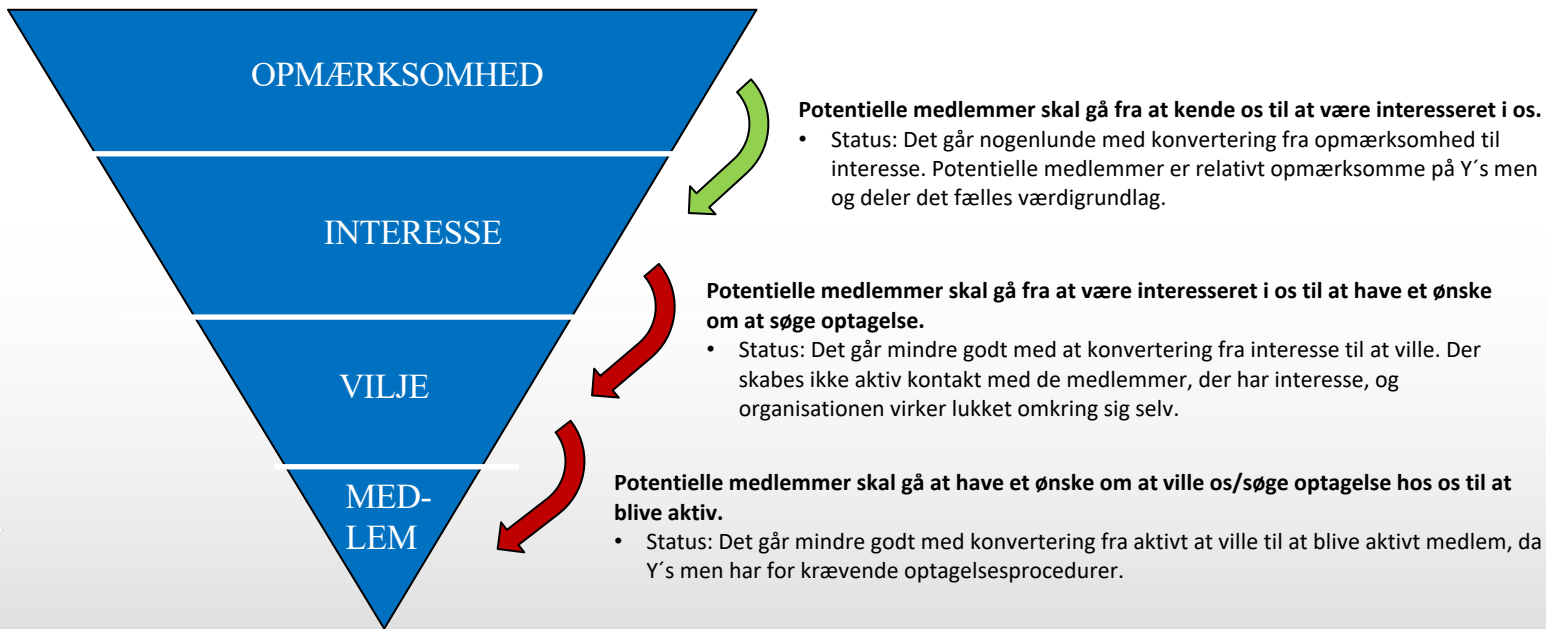 OPMÆRKSOMHED
Potentielle medlemmer skal gå fra at kende os til at være interesseret i os.
• Status: Det går nogenlunde med konvertering fra opmærksomhed til
interesse. Potentielle medlemmer er relativt opmærksomme på Y´s men
og deler det fælles værdigrundlag.
INTERESSE
Potentielle medlemmer skal gå fra at være interesseret i os til at have et ønske
om at søge optagelse.
• Status: Det går mindre godt med at konvertering fra interesse til at ville. Der
skabes ikke aktiv kontakt med de medlemmer, der har interesse, og
organisationen virker lukket omkring sig selv.
VILJE
Potentielle medlemmer skal gå at have et ønske om at ville os/søge optagelse hos os til at
blive aktiv.
• Status: Det går mindre godt med konvertering fra aktivt at ville til at blive aktivt medlem, da
Y´s men har for krævende optagelsesprocedurer.
MED-
LEM